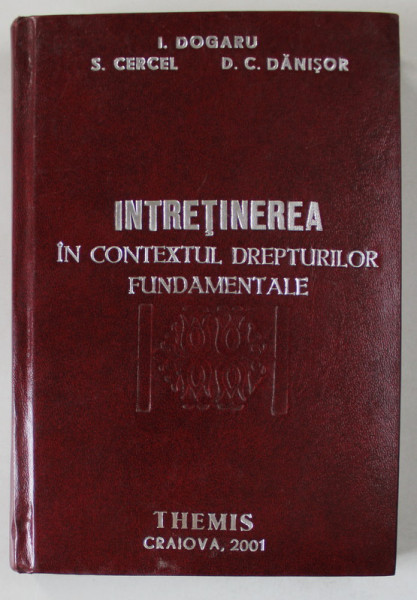 I. DOGARU
S. CERCEL D. C. DĂNIŞOR
INTREŢINEREA
ÎN CONTEXTUL DREPTURILOR
FUNDAMENTALE
THEMIS
CRAIOVA, 2001